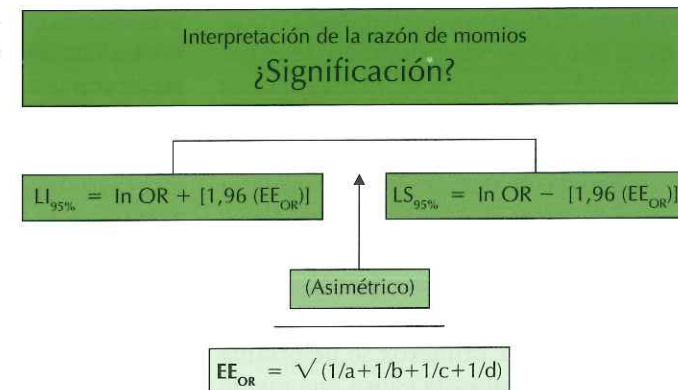 Interpretación de la razón de momios
¿Significación?
LI95% = ln OR + [1,96 (EEOR)]
LS95% = ln OR − [1,96 (EEOR)]
(Asimétrico)
EEOR = √ (1/a+1/b+1/c+1/d)